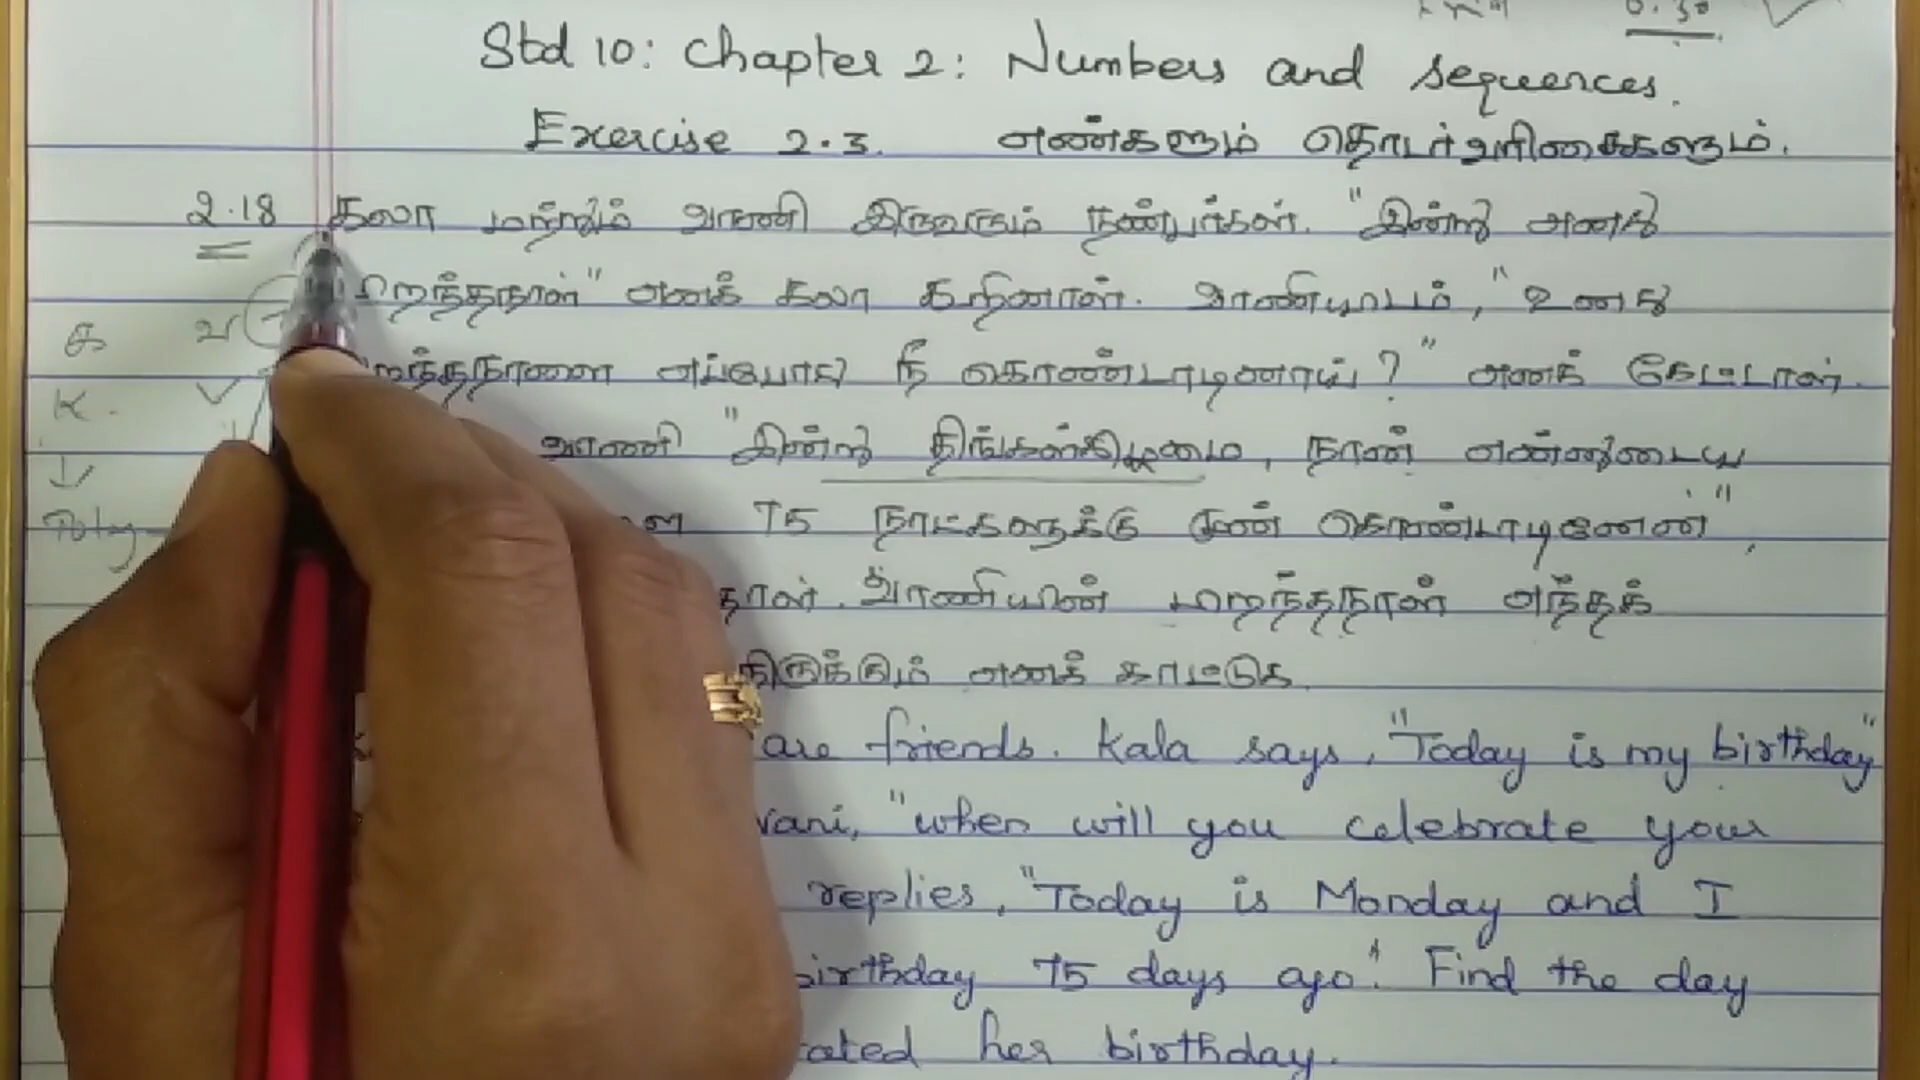 0.30
Std 10: Chapter 2: Numbers and sequences.
Exercise 2.3. எண்களும் தொடர்வரிசைகளும்.
2.18 கலா மற்றும் வாணி இருவரும் நண்பர்கள். "இன்று எனது
பிறந்தநாள்" எனக் கலா கூறினாள். வாணியிடம், "உனது
பிறந்தநாளை எப்போது நீ கொண்டாடினாய்?" எனக் கேட்டாள்.
வாணி "இன்று திங்கள்கிழமை, நான் என்னுடைய
75 நாட்களுக்கு முன் கொண்டாடினேன்",
வாணியின் பிறந்தநாள் எந்தக்
எனக் காட்டுக
are friends. Kala says, "Today is my birthday"
vani, "when will you celebrate your
replies, "Today is Monday and I
birthday 75 days ago". Find the day
her birthday.
க
K.
Poly